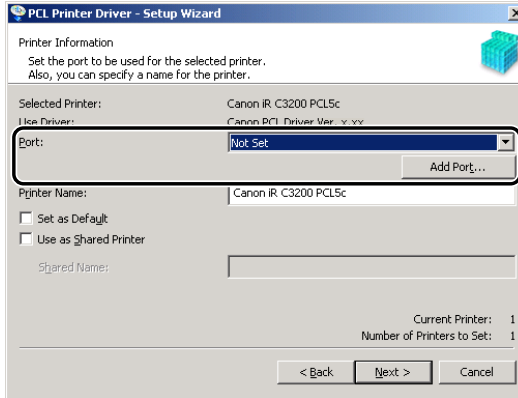 PCL Printer Driver - Setup Wizard
Printer Information
Set the port to be used for the selected printer.
Also, you can specify a name for the printer.
Selected Printer: Canon iR C3200 PCL5c
Use Driver: Canon PCL Driver Ver. x.xx
Port: Not Set
Add Port...
Printer Name: Canon iR C3200 PCL5c
Set as Default
Use as Shared Printer
Shared Name:
Current Printer: 1
Number of Printers to Set: 1
< Back Next > Cancel